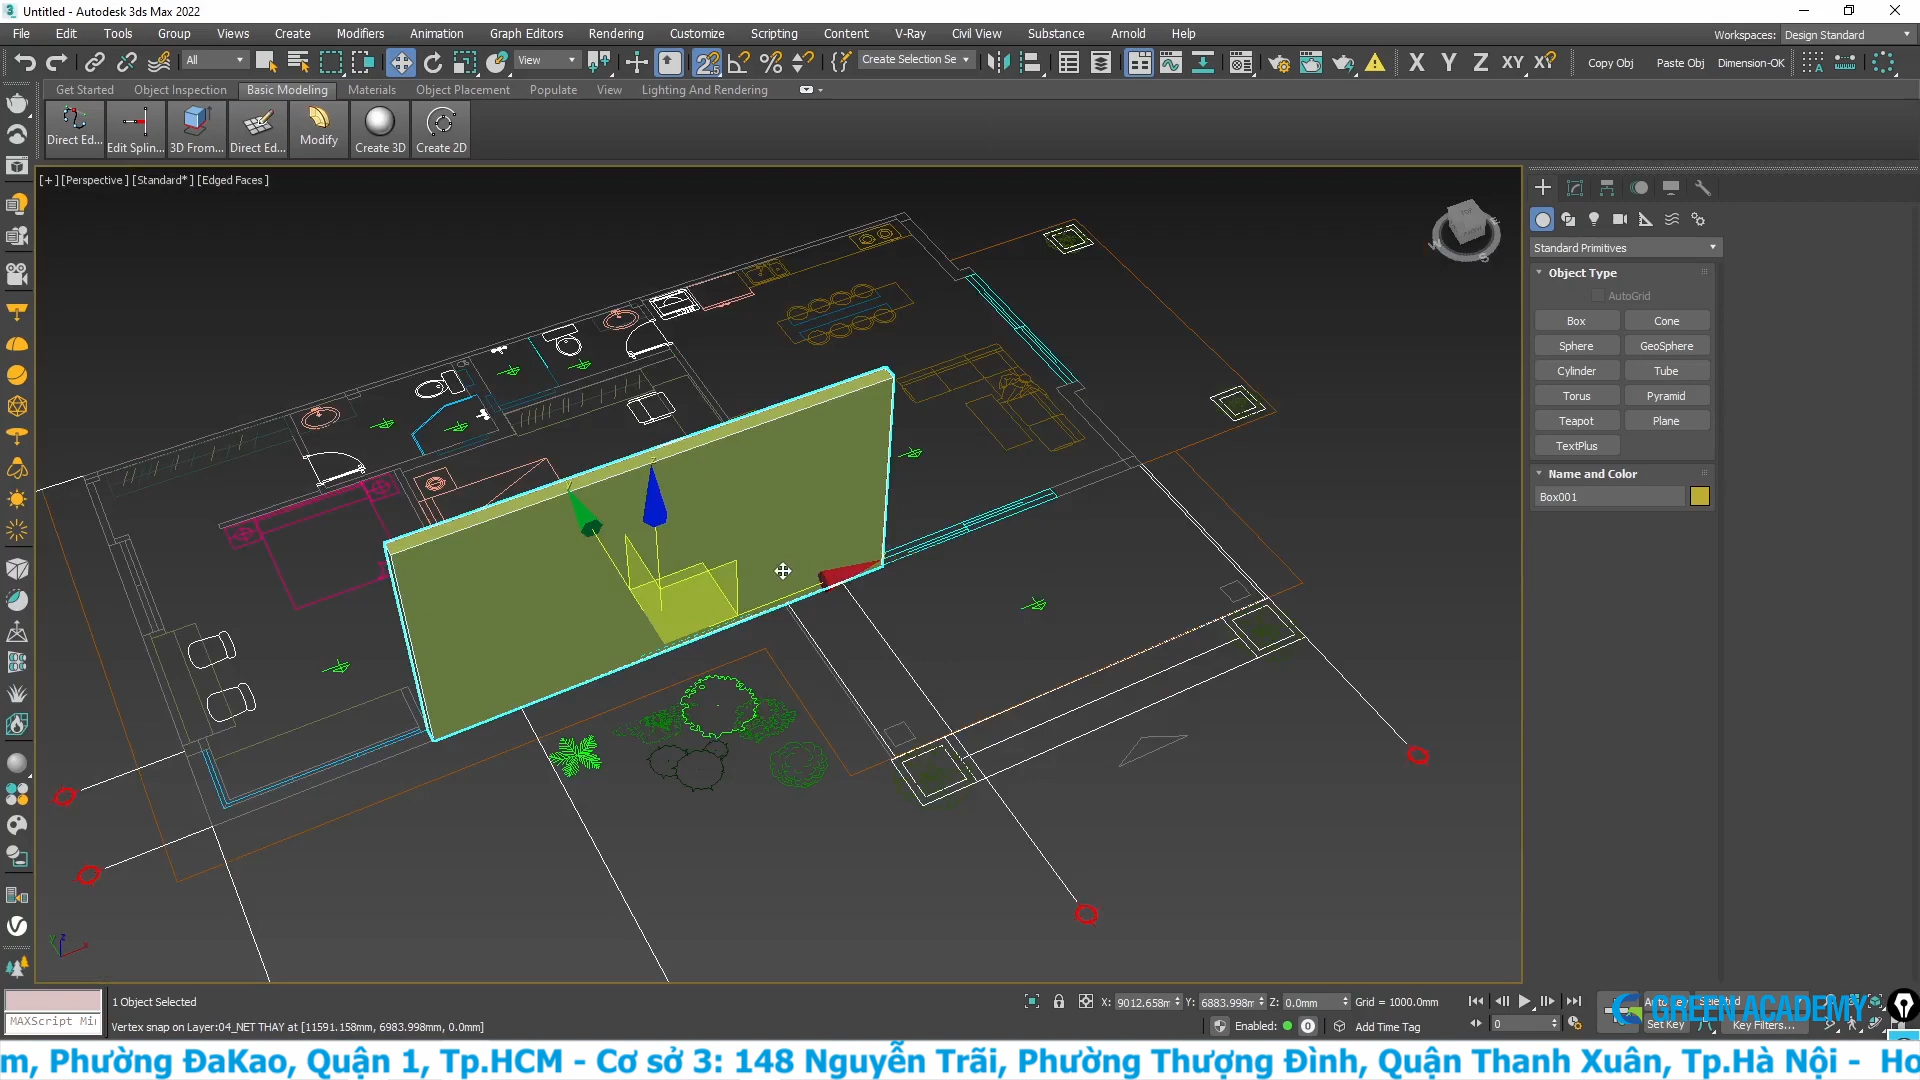 Untitled - Autodesk 3ds Max 2022
File Edit Tools Group Views Create Modifiers Animation Graph Editors Rendering Customize Scripting Content V-Ray Civil View Substance Arnold Help
Workspaces: Design Standard
All View Create Selection Se X Y Z XY XY Copy Obj Paste Obj Dimension-OK
Get Started Object Inspection Basic Modeling Materials Object Placement Populate View Lighting And Rendering
Direct Ed... Edit Splin... 3D From... Direct Ed... Modify Create 3D Create 2D
[+] [Perspective] [Standard*] [Edged Faces]
Standard Primitives
Object Type
AutoGrid
Box Cone
Sphere GeoSphere
Cylinder Tube
Torus Pyramid
Teapot Plane
TextPlus
Name and Color
Box001
1 Object Selected
X: 9012.658m Y: 6883.998m Z: 0.0mm Grid = 1000.0mm
MAXScript Mi
Vertex snap on Layer:04_NET THAY at [11591.158mm, 6983.998mm, 0.0mm]
Enabled: 0 Add Time Tag
0
Selected
Set Key Key Filters...
GREEN ACADEMY
m, Phường ĐaKao, Quận 1, Tp.HCM - Cơ sở 3: 148 Nguyễn Trãi, Phường Thượng Đình, Quận Thanh Xuân, Tp.Hà Nội - Ho